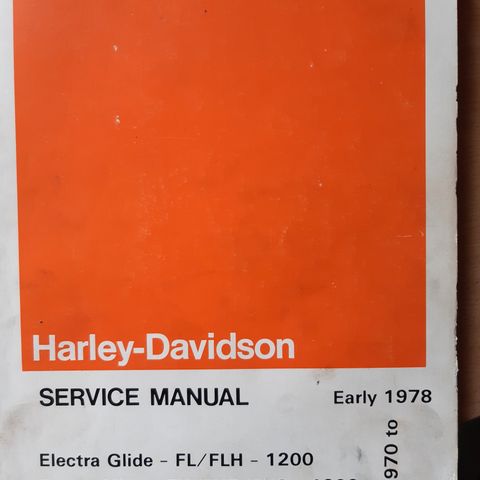 Harley-Davidson
SERVICE MANUAL
Early 1978
970 to
Electra Glide - FL/FLH - 1200